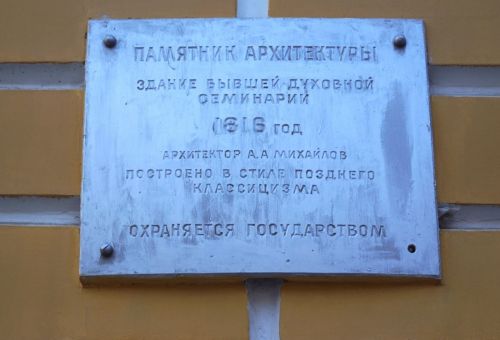 ПАМЯТНИК АРХИТЕКТУРЫ
ЗДАНИЕ БЫВШЕЙ ДУХОВНОЙ
СЕМИНАРИИ
1816 ГОД
АРХИТЕКТОР А.А МИХАЙЛОВ
ПОСТРОЕНО В СТИЛЕ ПОЗДНЕГО
КЛАССИЦИЗМА
ОХРАНЯЕТСЯ ГОСУДАРСТВОМ